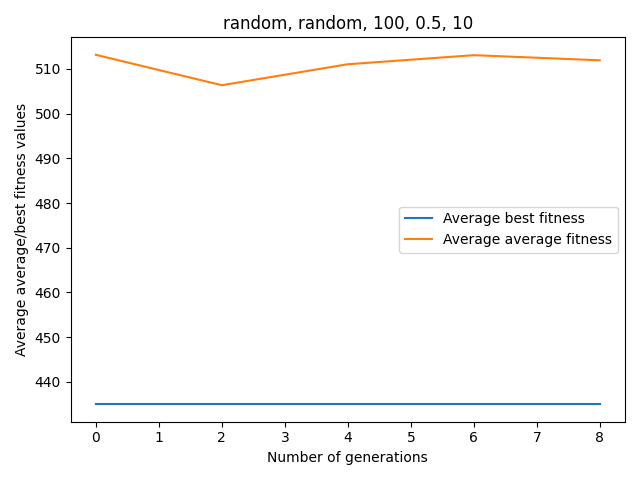 random, random, 100, 0.5, 10
Average average/best fitness values
510
500
490
480
470
460
450
440
Average best fitness
Average average fitness
0 1 2 3 4 5 6 7 8
Number of generations